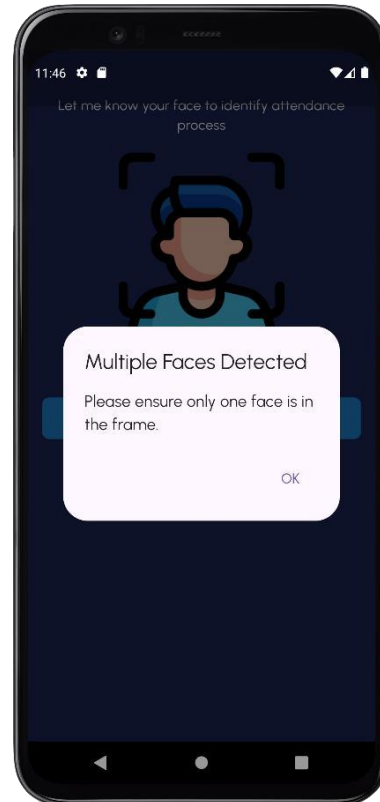 11:46
Let me know your face to identify attendance
process
Multiple Faces Detected
Please ensure only one face is in
the frame.
OK